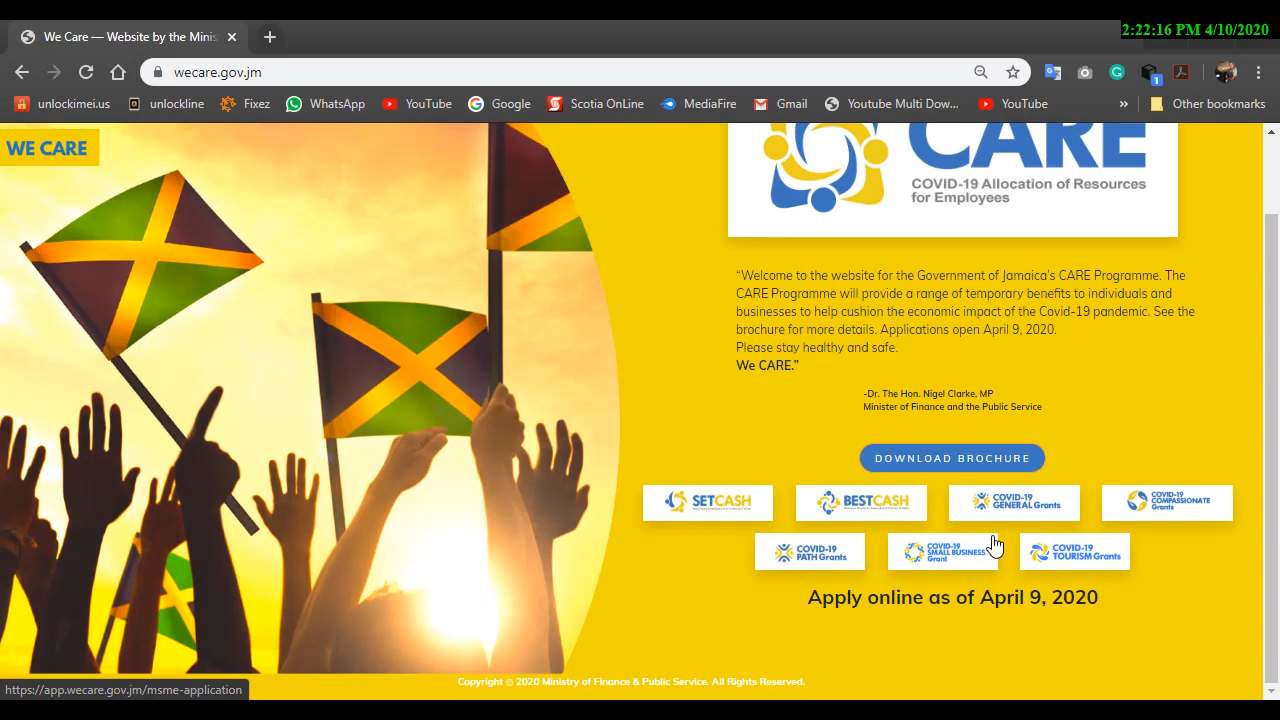 2:22:16 PM 4/10/2020
We Care — Website by the Minis
wecare.gov.jm
unlockimei.us unlockline Fixez WhatsApp YouTube Google Scotia OnLine MediaFire Gmail Youtube Multi Dow... YouTube » Other bookmarks
1
WE CARE
CARE
COVID-19 Allocation of Resources
for Employees
“Welcome to the website for the Government of Jamaica's CARE Programme. The
CARE Programme will provide a range of temporary benefits to individuals and
businesses to help cushion the economic impact of the Covid-19 pandemic. See the
brochure for more details. Applications open April 9, 2020.
Please stay healthy and safe.
We CARE.”
-Dr. The Hon. Nigel Clarke, MP
Minister of Finance and the Public Service
DOWNLOAD BROCHURE
SETCASH
BESTCASH
COVID-19
GENERAL Grants
COVID-19
COMPASSIONATE
Grants
COVID-19
PATH Grants
COVID-19
SMALL BUSINESS
Grant
COVID-19
TOURISM Grants
Apply online as of April 9, 2020
Copyright @ 2020 Ministry of Finance & Public Service. All Rights Reserved.
https://app.wecare.gov.jm/msme-application